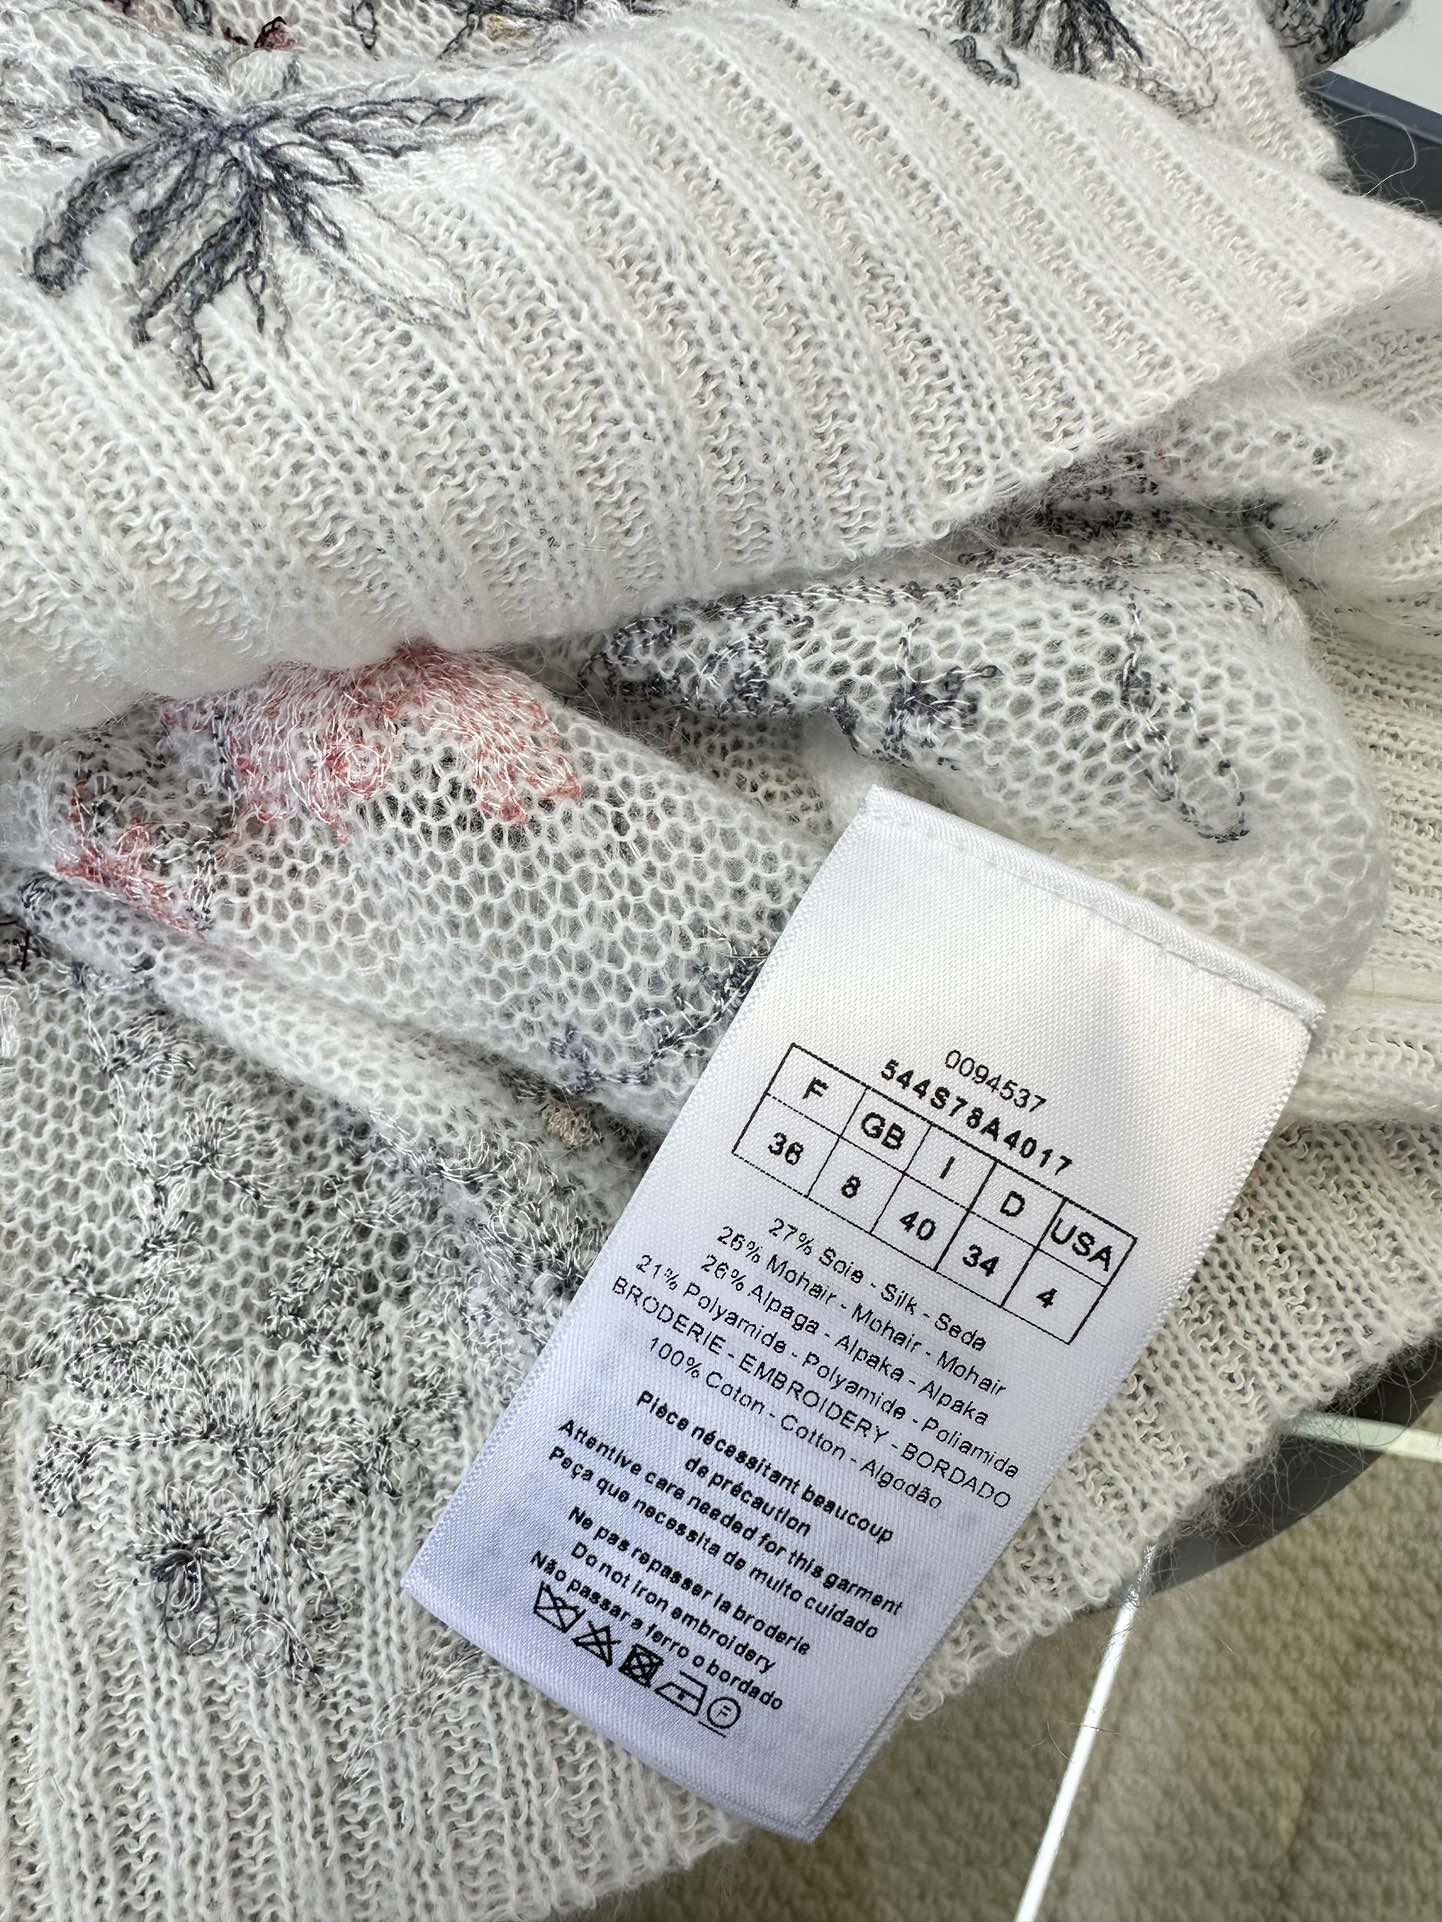 0094537
544S78A4017
F GB I D USA
36 8 40 34 4
27% Soie - Silk - Seda
26% Mohair - Mohair - Mohair
26% Alpaga - Alpaka - Alpaka
21% Polyamide - Polyamide - Poliamida
BRODERIE - EMBROIDERY - BORDADO
100% Coton - Cotton - Algodão
Pièce nécessitant beaucoup
de précaution
Attentive care needed for this garment
Peça que necessita de muito cuidado
Ne pas repasser la broderie
Do not iron embroidery
Não passar a ferro o bordado
F